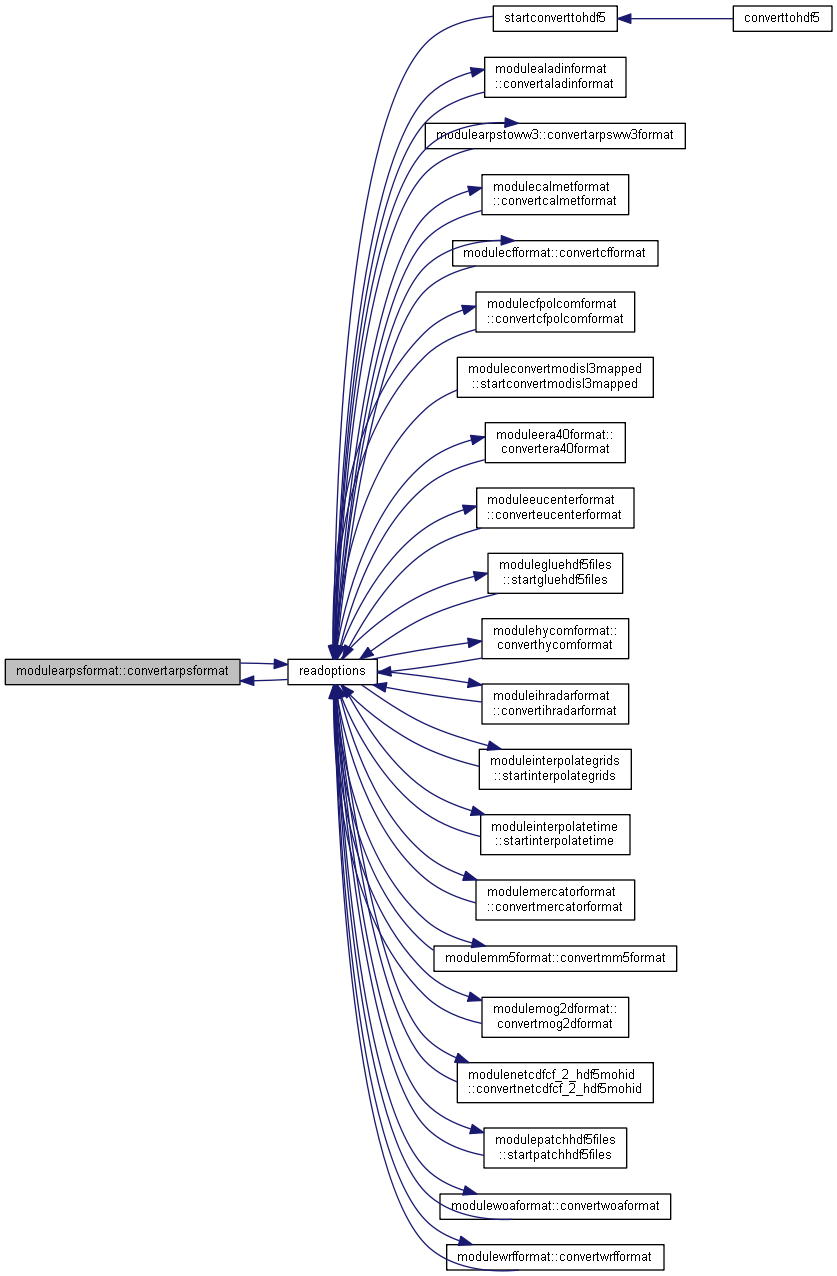 startconverttohdf5
converttohdf5
modulealadinformat
::convertaladinformat
modulearpstoww3::convertarpsww3format
modulecalmetformat
::convertcalmetformat
modulecfformat::convertcfformat
modulecfpolcomformat
::convertcfpolcomformat
moduleconvertmodisl3mapped
::startconvertmodisl3mapped
moduleera40format::
convertera40format
moduleeucenterformat
::converteucenterformat
modulegluehdf5files
::startgluehdf5files
modulehycomformat::
converthycomformat
modulearpsformat::convertarpsformat
readoptions
moduleihradarformat
::convertihradarformat
moduleinterpolategrids
::startinterpolategrids
moduleinterpolatetime
::startinterpolatetime
modulemercatorformat
::convertmercatorformat
modulemm5format::convertmm5format
modulemog2dformat::
convertmog2dformat
modulenetcdfcf_2_hdf5mohid
::convertnetcdfcf_2_hdf5mohid
modulepatchhdf5files
::startpatchhdf5files
modulewoaformat::convertwoaformat
modulewrfformat::convertwrfformat